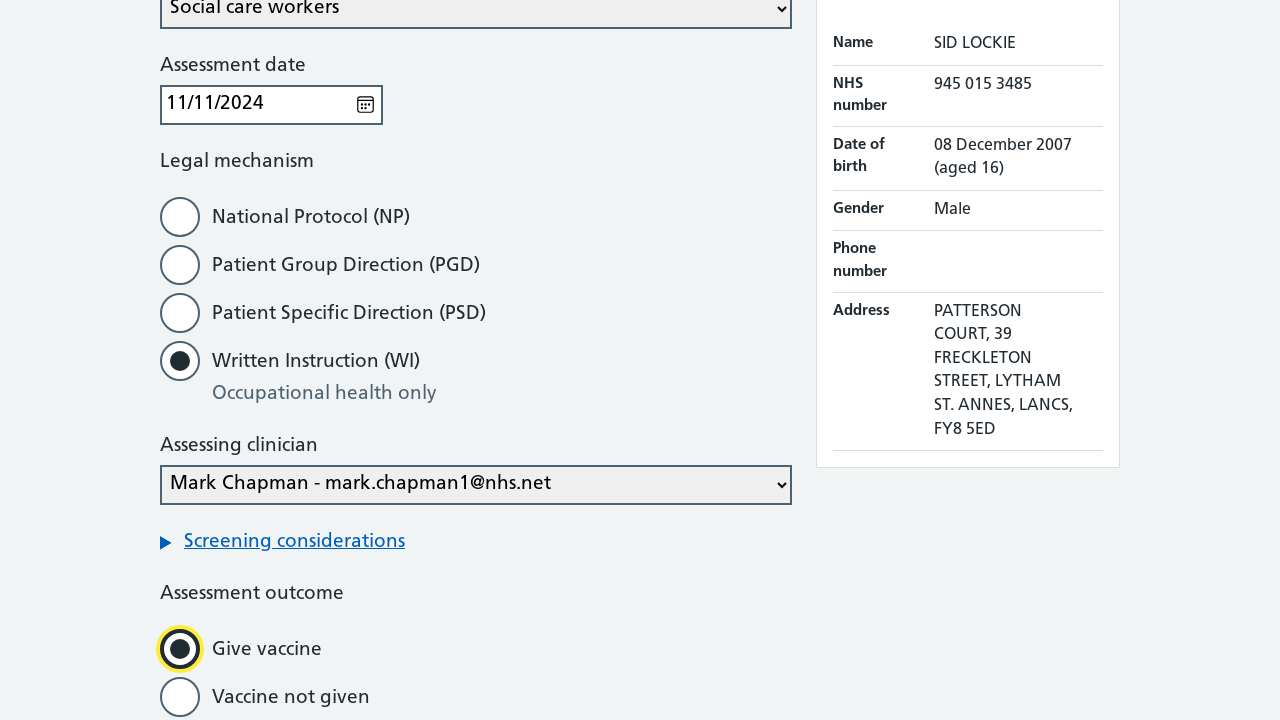 Social care workers
Assessment date
11/11/2024
Legal mechanism
National Protocol (NP)
Patient Group Direction (PGD)
Patient Specific Direction (PSD)
Written Instruction (WI)
Occupational health only
Assessing clinician
Mark Chapman - mark.chapman1@nhs.net
Screening considerations
Assessment outcome
Give vaccine
Vaccine not given
Name SID LOCKIE
NHS number 945 015 3485
Date of birth 08 December 2007 (aged 16)
Gender Male
Phone number
Address PATTERSON
COURT, 39
FRECKLETON
STREET, LYTHAM
ST. ANNES, LANCS,
FY8 5ED